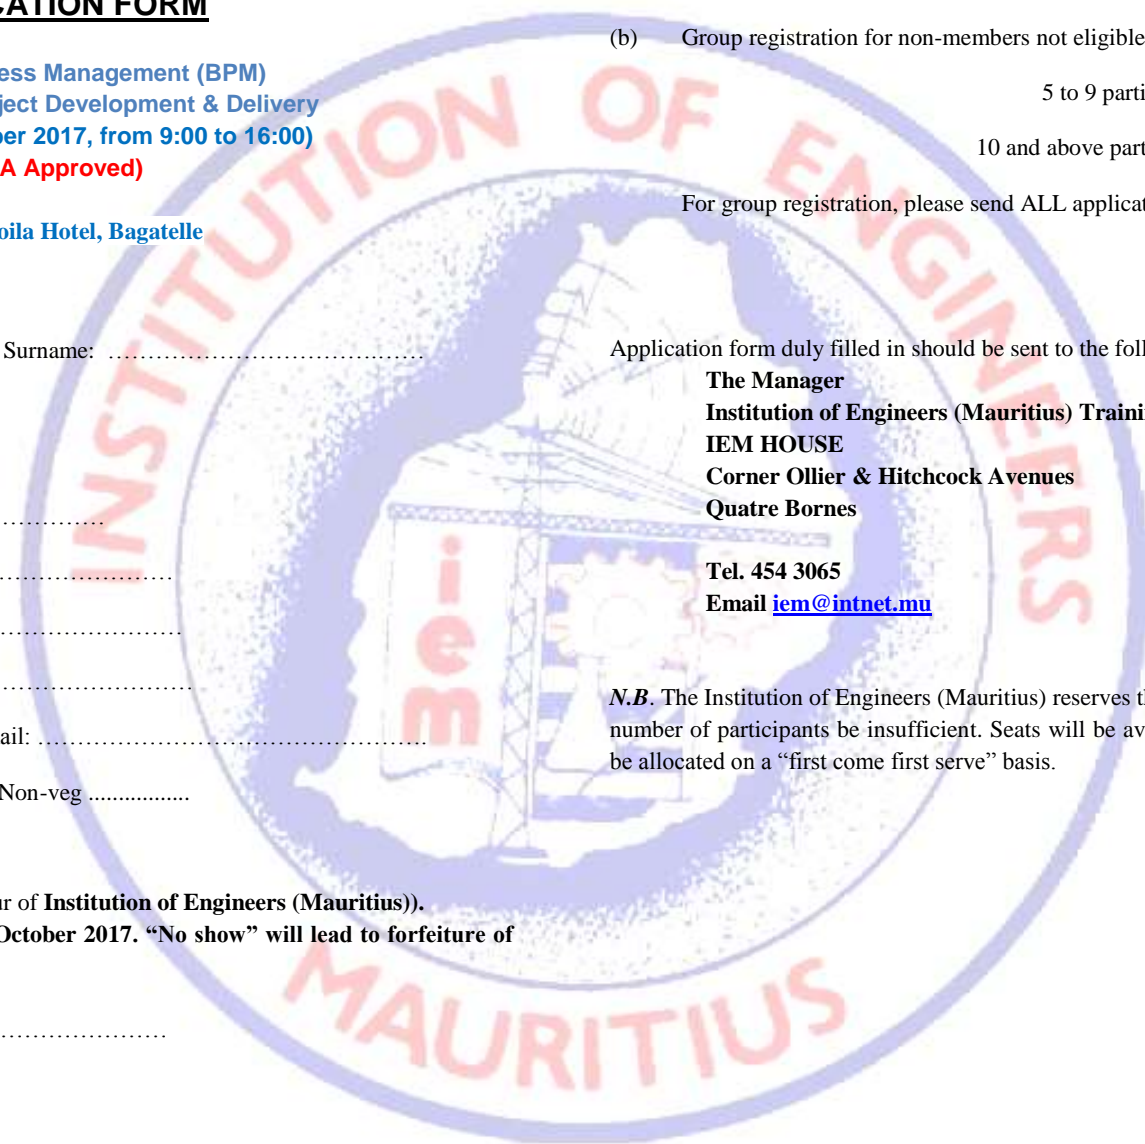 CATION FORM
ess Management (BPM)
ject Development & Delivery
ber 2017, from 9:00 to 16:00)
A Approved)
oila Hotel, Bagatelle
Surname: ……………………………….……
………….
………………….
…………………….
…………………….
ail: ………………………………………….
Non-veg ................
ur of Institution of Engineers (Mauritius)).
October 2017. “No show” will lead to forfeiture of
…………………
(b) Group registration for non-members not eligible
5 to 9 parti
10 and above part
For group registration, please send ALL applicat
Application form duly filled in should be sent to the foll
The Manager
Institution of Engineers (Mauritius) Traini
IEM HOUSE
Corner Ollier & Hitchcock Avenues
Quatre Bornes
Tel. 454 3065
Email iem@intnet.mu
N.B. The Institution of Engineers (Mauritius) reserves t
number of participants be insufficient. Seats will be av
be allocated on a “first come first serve” basis.
INSTITUTION OF ENGINEERS
iem
MAURITIUS